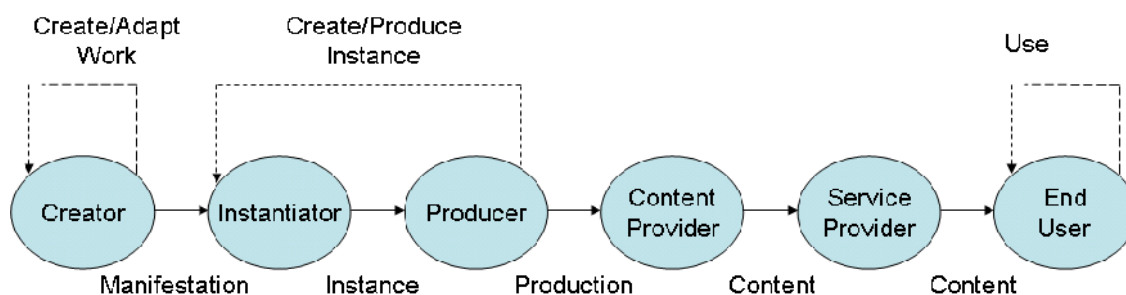 Create/Adapt
Work
Create/Produce
Instance
Use
Creator
Instantiator
Producer
Content
Provider
Service
Provider
End
User
Manifestation
Instance
Production
Content
Content